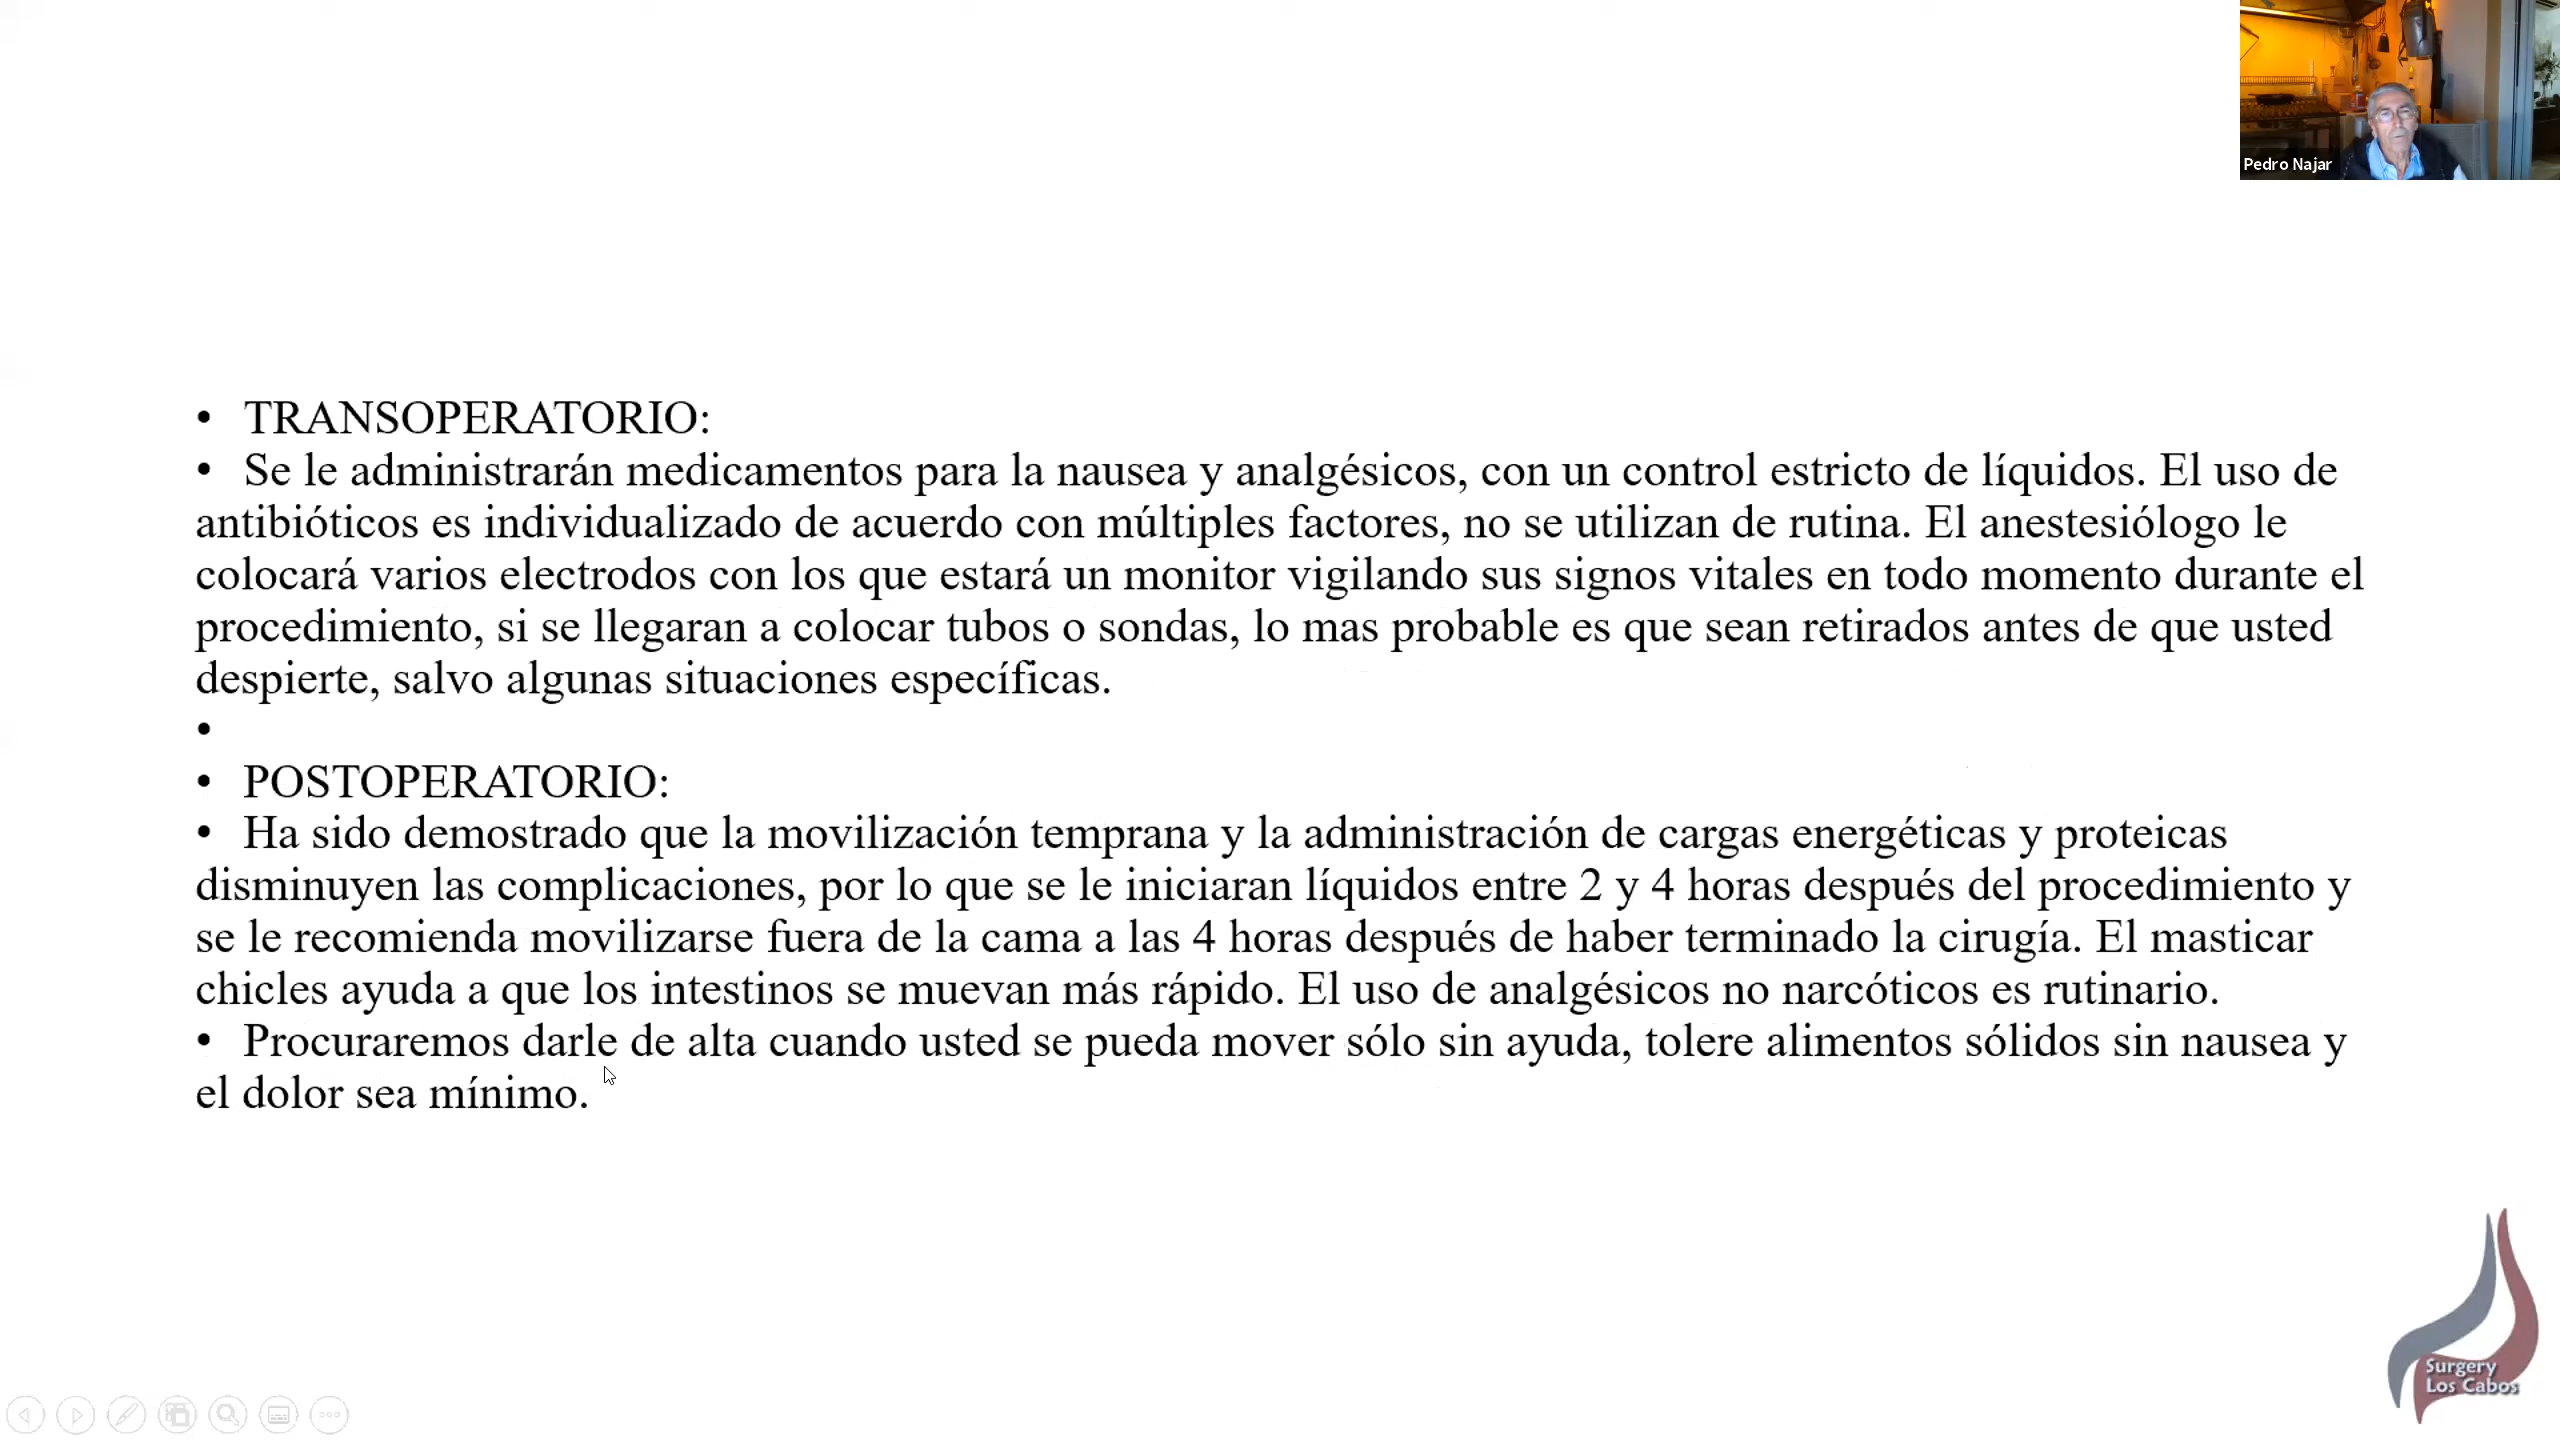 Pedro Najar
• TRANSOPERATORIO:
• Se le administrarán medicamentos para la nausea y analgésicos, con un control estricto de líquidos. El uso de
antibióticos es individualizado de acuerdo con múltiples factores, no se utilizan de rutina. El anestesiólogo le
colocará varios electrodos con los que estará un monitor vigilando sus signos vitales en todo momento durante el
procedimiento, si se llegaran a colocar tubos o sondas, lo mas probable es que sean retirados antes de que usted
despierte, salvo algunas situaciones específicas.
•
• POSTOPERATORIO:
• Ha sido demostrado que la movilización temprana y la administración de cargas energéticas y proteicas
disminuyen las complicaciones, por lo que se le iniciaran líquidos entre 2 y 4 horas después del procedimiento y
se le recomienda movilizarse fuera de la cama a las 4 horas después de haber terminado la cirugía. El masticar
chicles ayuda a que los intestinos se muevan más rápido. El uso de analgésicos no narcóticos es rutinario.
• Procuraremos darle de alta cuando usted se pueda mover sólo sin ayuda, tolere alimentos sólidos sin nausea y
el dolor sea mínimo.
Surgery
Los Cabos